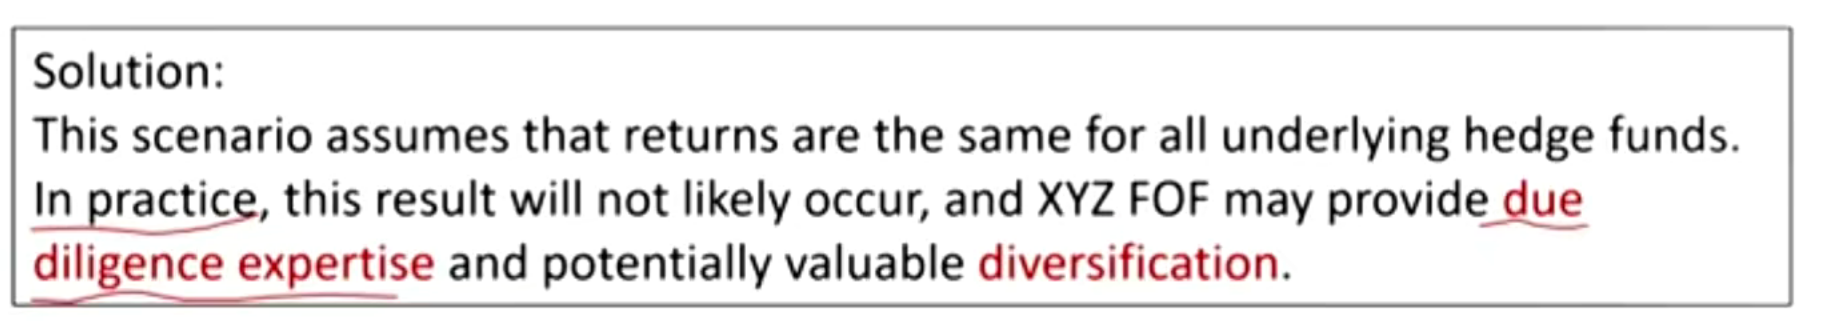 Solution:
This scenario assumes that returns are the same for all underlying hedge funds.
In practice, this result will not likely occur, and XYZ FOF may provide due
diligence expertise and potentially valuable diversification.